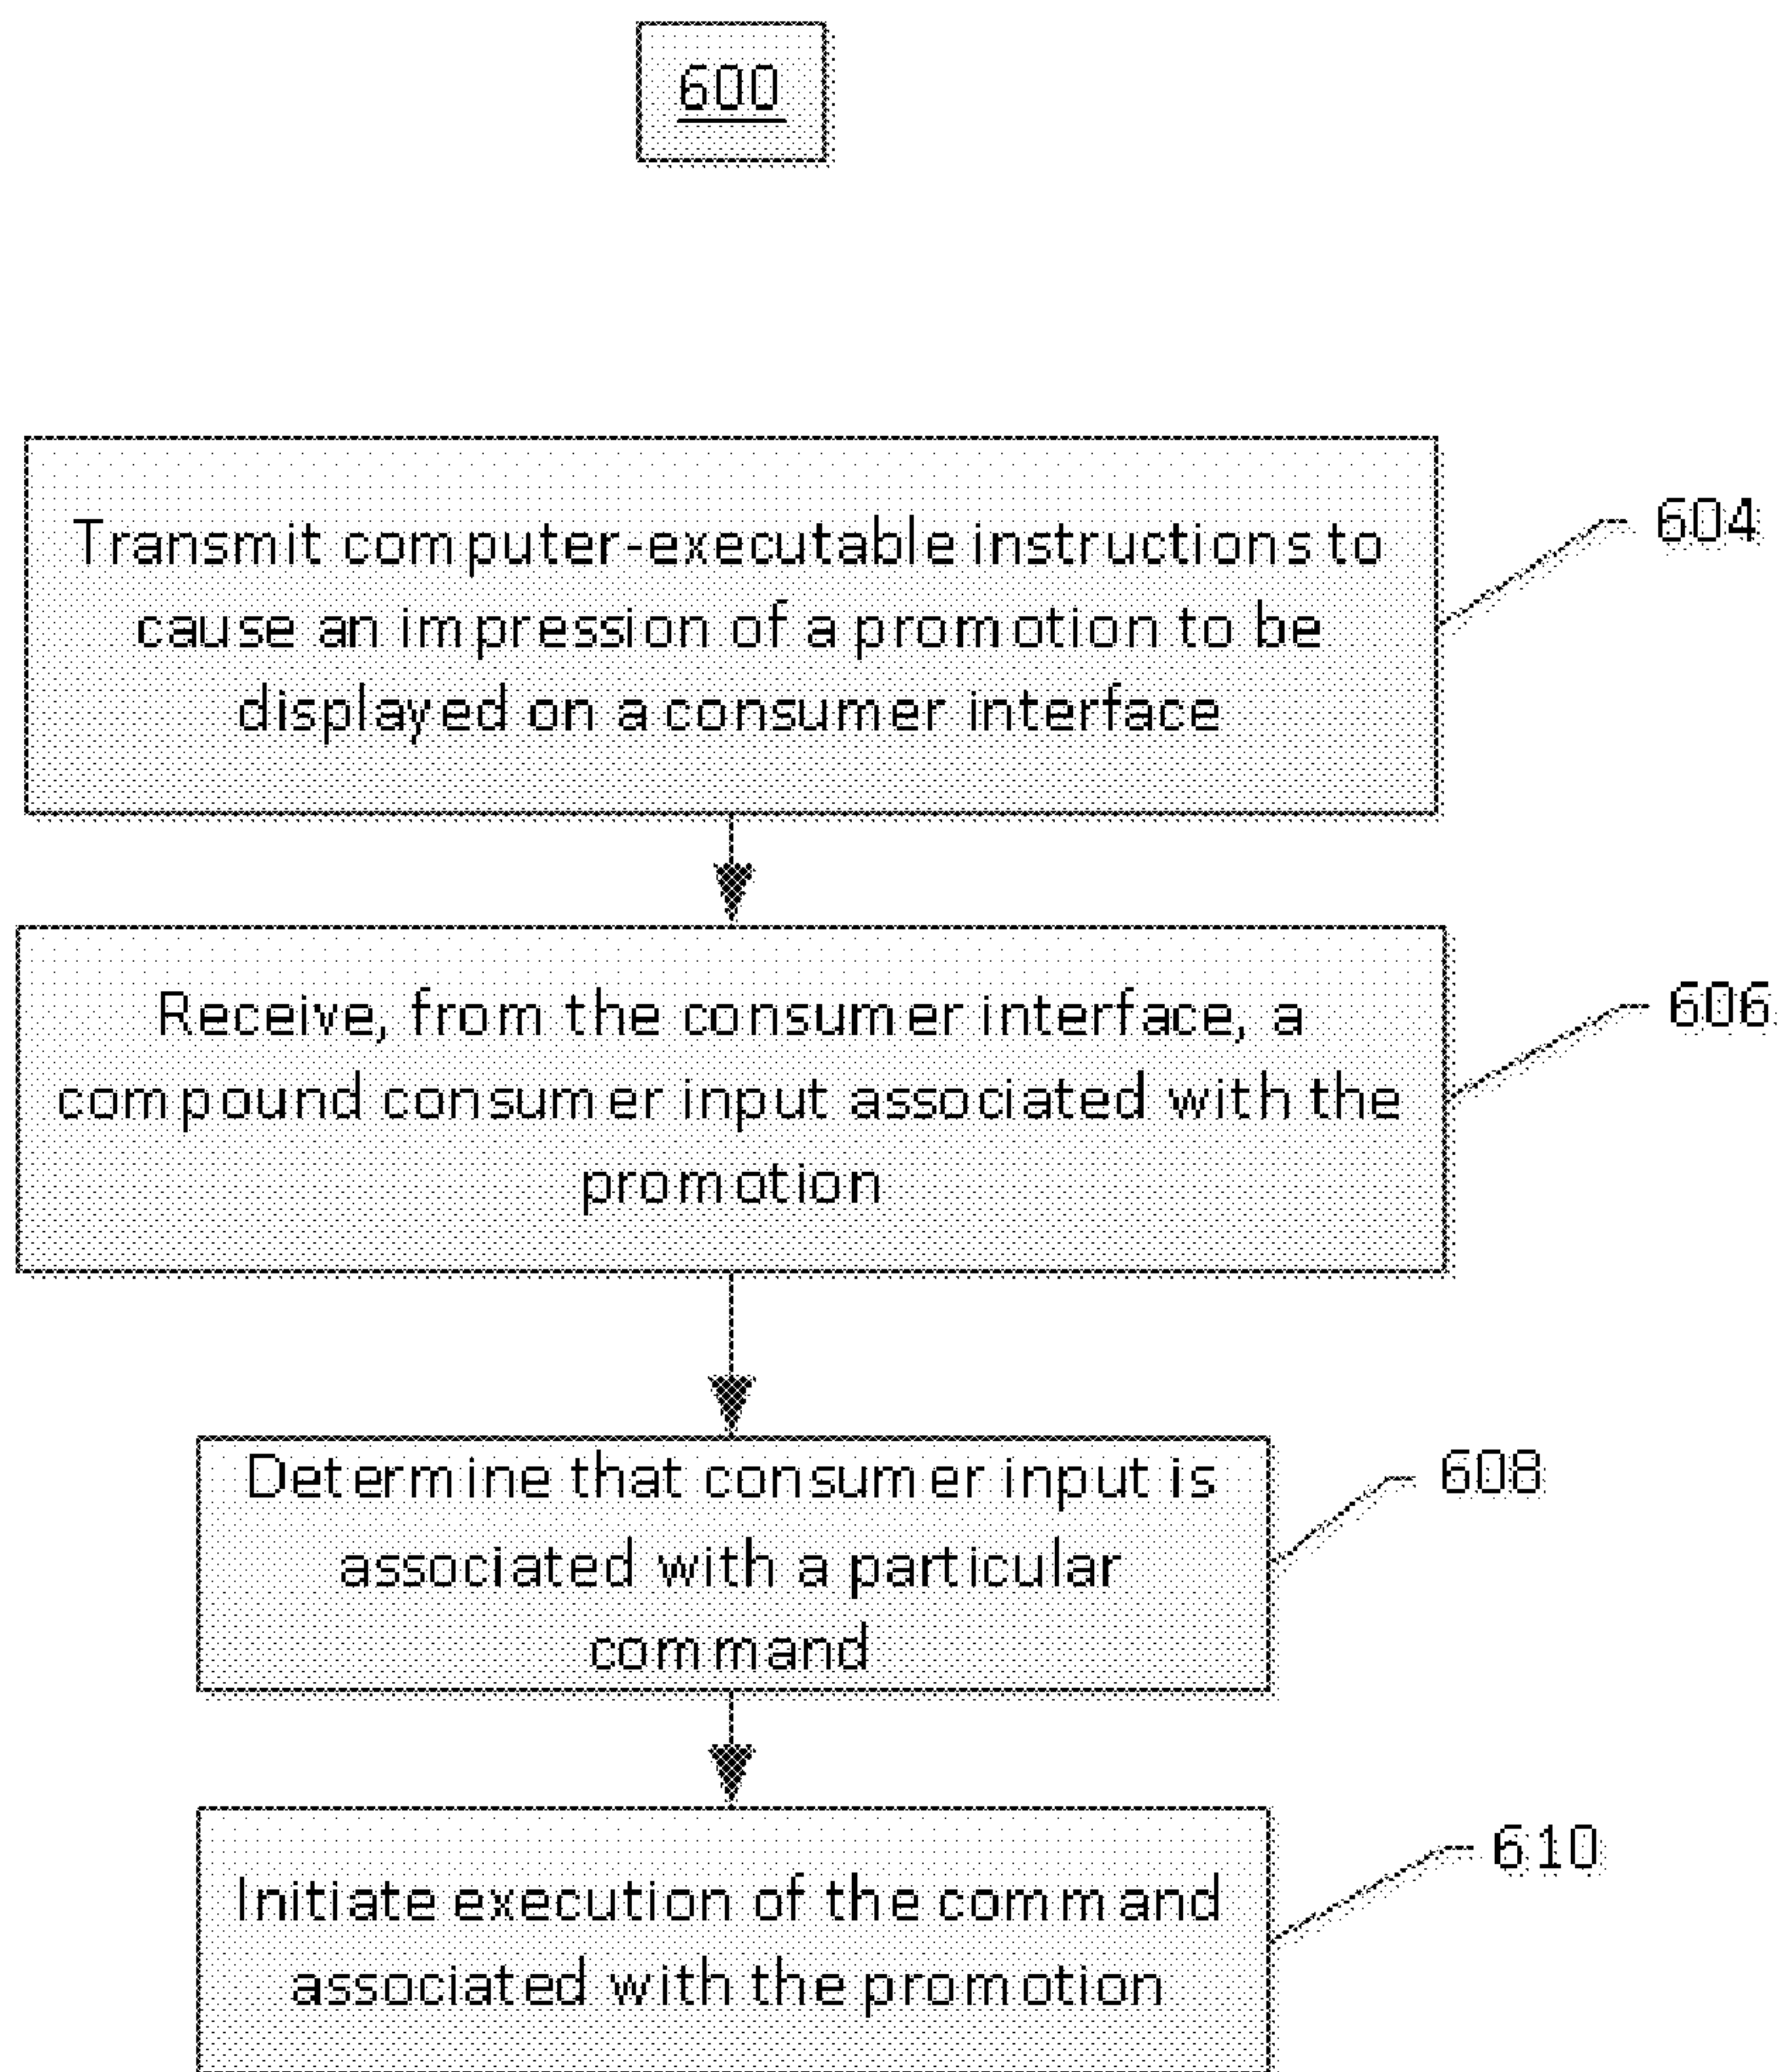 600
Transmit computer-executable instructions to
cause an impression of a promotion to be
displayed on a consumer interface
604
Receive, from the consumer interface, a
compound consumer input associated with the
promotion
606
Determine that consumer input is
associated with a particular
command
608
Initiate execution of the command
associated with the promotion
610